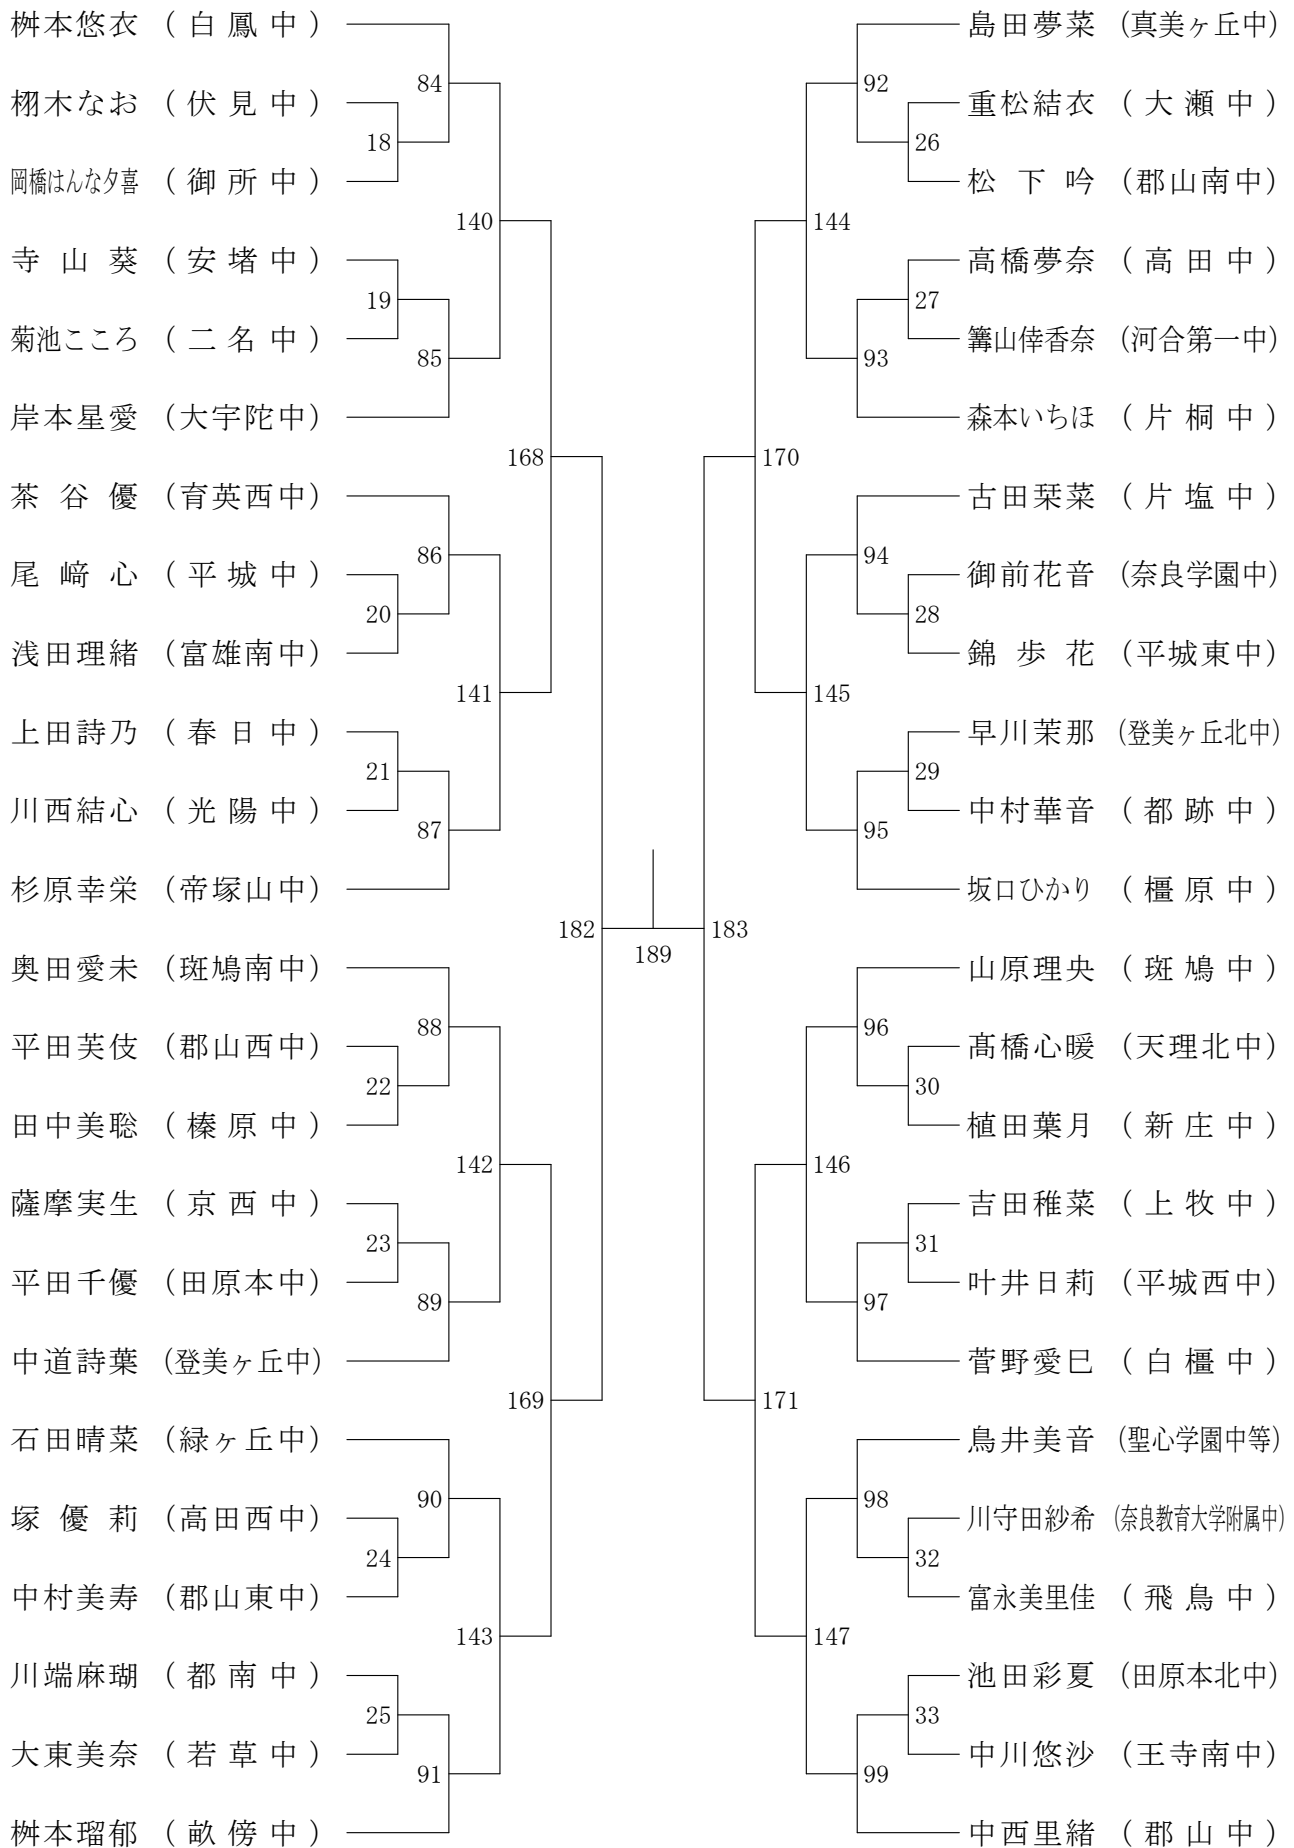 桝本悠衣 (白鳳中)
84
栩木なお (伏見中)
18
岡橋はんな夕喜 (御所中)
140
寺山葵 (安堵中)
19
菊池こころ (二名中)
85
岸本星愛 (大宇陀中)
168
茶谷優 (育英西中)
86
尾﨑心 (平城中)
20
浅田理緒 (富雄南中)
141
上田詩乃 (春日中)
21
川西結心 (光陽中)
87
杉原幸栄 (帝塚山中)
182
奥田愛未 (斑鳩南中)
88
平田芙伎 (郡山西中)
22
田中美聡 (榛原中)
142
薩摩実生 (京西中)
23
平田千優 (田原本中)
89
中道詩葉 (登美ヶ丘中)
169
石田晴菜 (緑ヶ丘中)
90
塚優莉 (高田西中)
24
中村美寿 (郡山東中)
143
川端麻瑚 (都南中)
25
大東美奈 (若草中)
91
桝本瑠郁 (畝傍中)
189
島田夢菜 (真美ヶ丘中)
92
重松結衣 (大瀬中)
26
松下吟 (郡山南中)
144
高橋夢奈 (高田中)
27
篝山倖香奈 (河合第一中)
93
森本いちほ (片桐中)
170
古田栞菜 (片塩中)
94
御前花音 (奈良学園中)
28
錦歩花 (平城東中)
145
早川茉那 (登美ヶ丘北中)
29
中村華音 (都跡中)
95
坂口ひかり (橿原中)
183
山原理央 (斑鳩中)
96
髙橋心暖 (天理北中)
30
植田葉月 (新庄中)
146
吉田稚菜 (上牧中)
31
叶井日莉 (平城西中)
97
菅野愛巳 (白橿中)
171
鳥井美音 (聖心学園中等)
98
川守田紗希 (奈良教育大学附属中)
32
富永美里佳 (飛鳥中)
147
池田彩夏 (田原本北中)
33
中川悠沙 (王寺南中)
99
中西里緒 (郡山中)